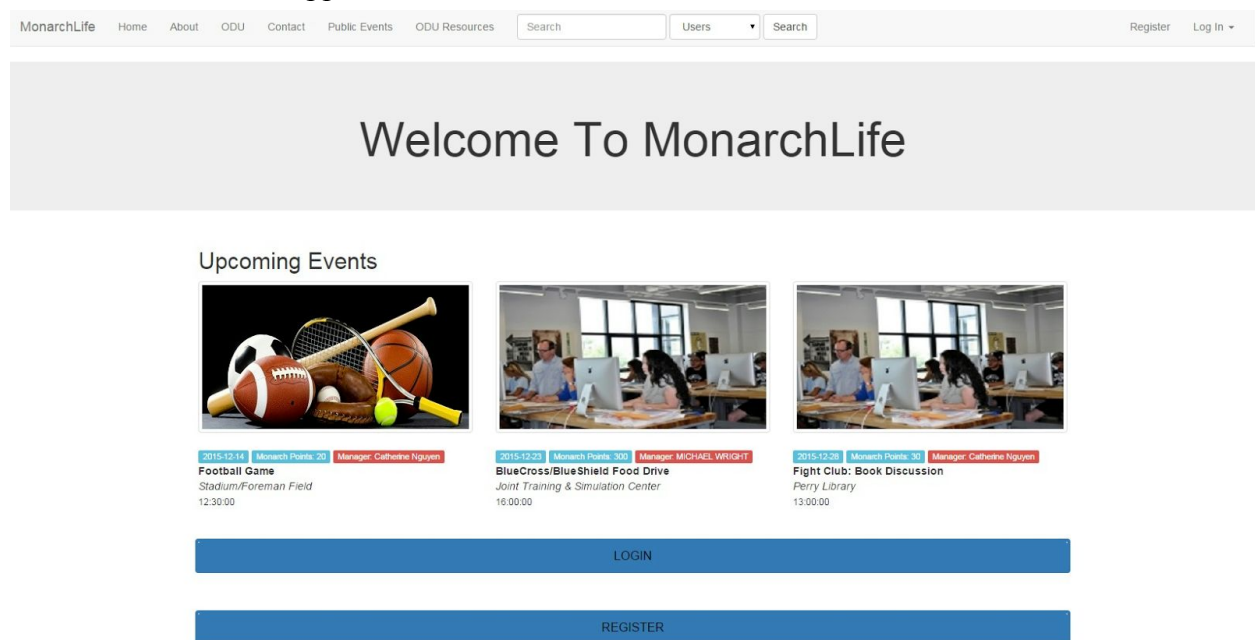 MonarchLife Home About ODU Contact Public Events ODU Resources Search Users Search Register Log In
Welcome To MonarchLife
Upcoming Events
2015-12-14 Monarch Points: 20 Manager: Catherine Nguyen
Football Game
Stadium/Foreman Field
12:30:00
2015-12-23 Monarch Points: 300 Manager: MICHAEL WRIGHT
BlueCross/BlueShield Food Drive
Joint Training & Simulation Center
16:00:00
2015-12-28 Monarch Points: 30 Manager: Catherine Nguyen
Fight Club: Book Discussion
Perry Library
13:00:00
LOGIN
REGISTER